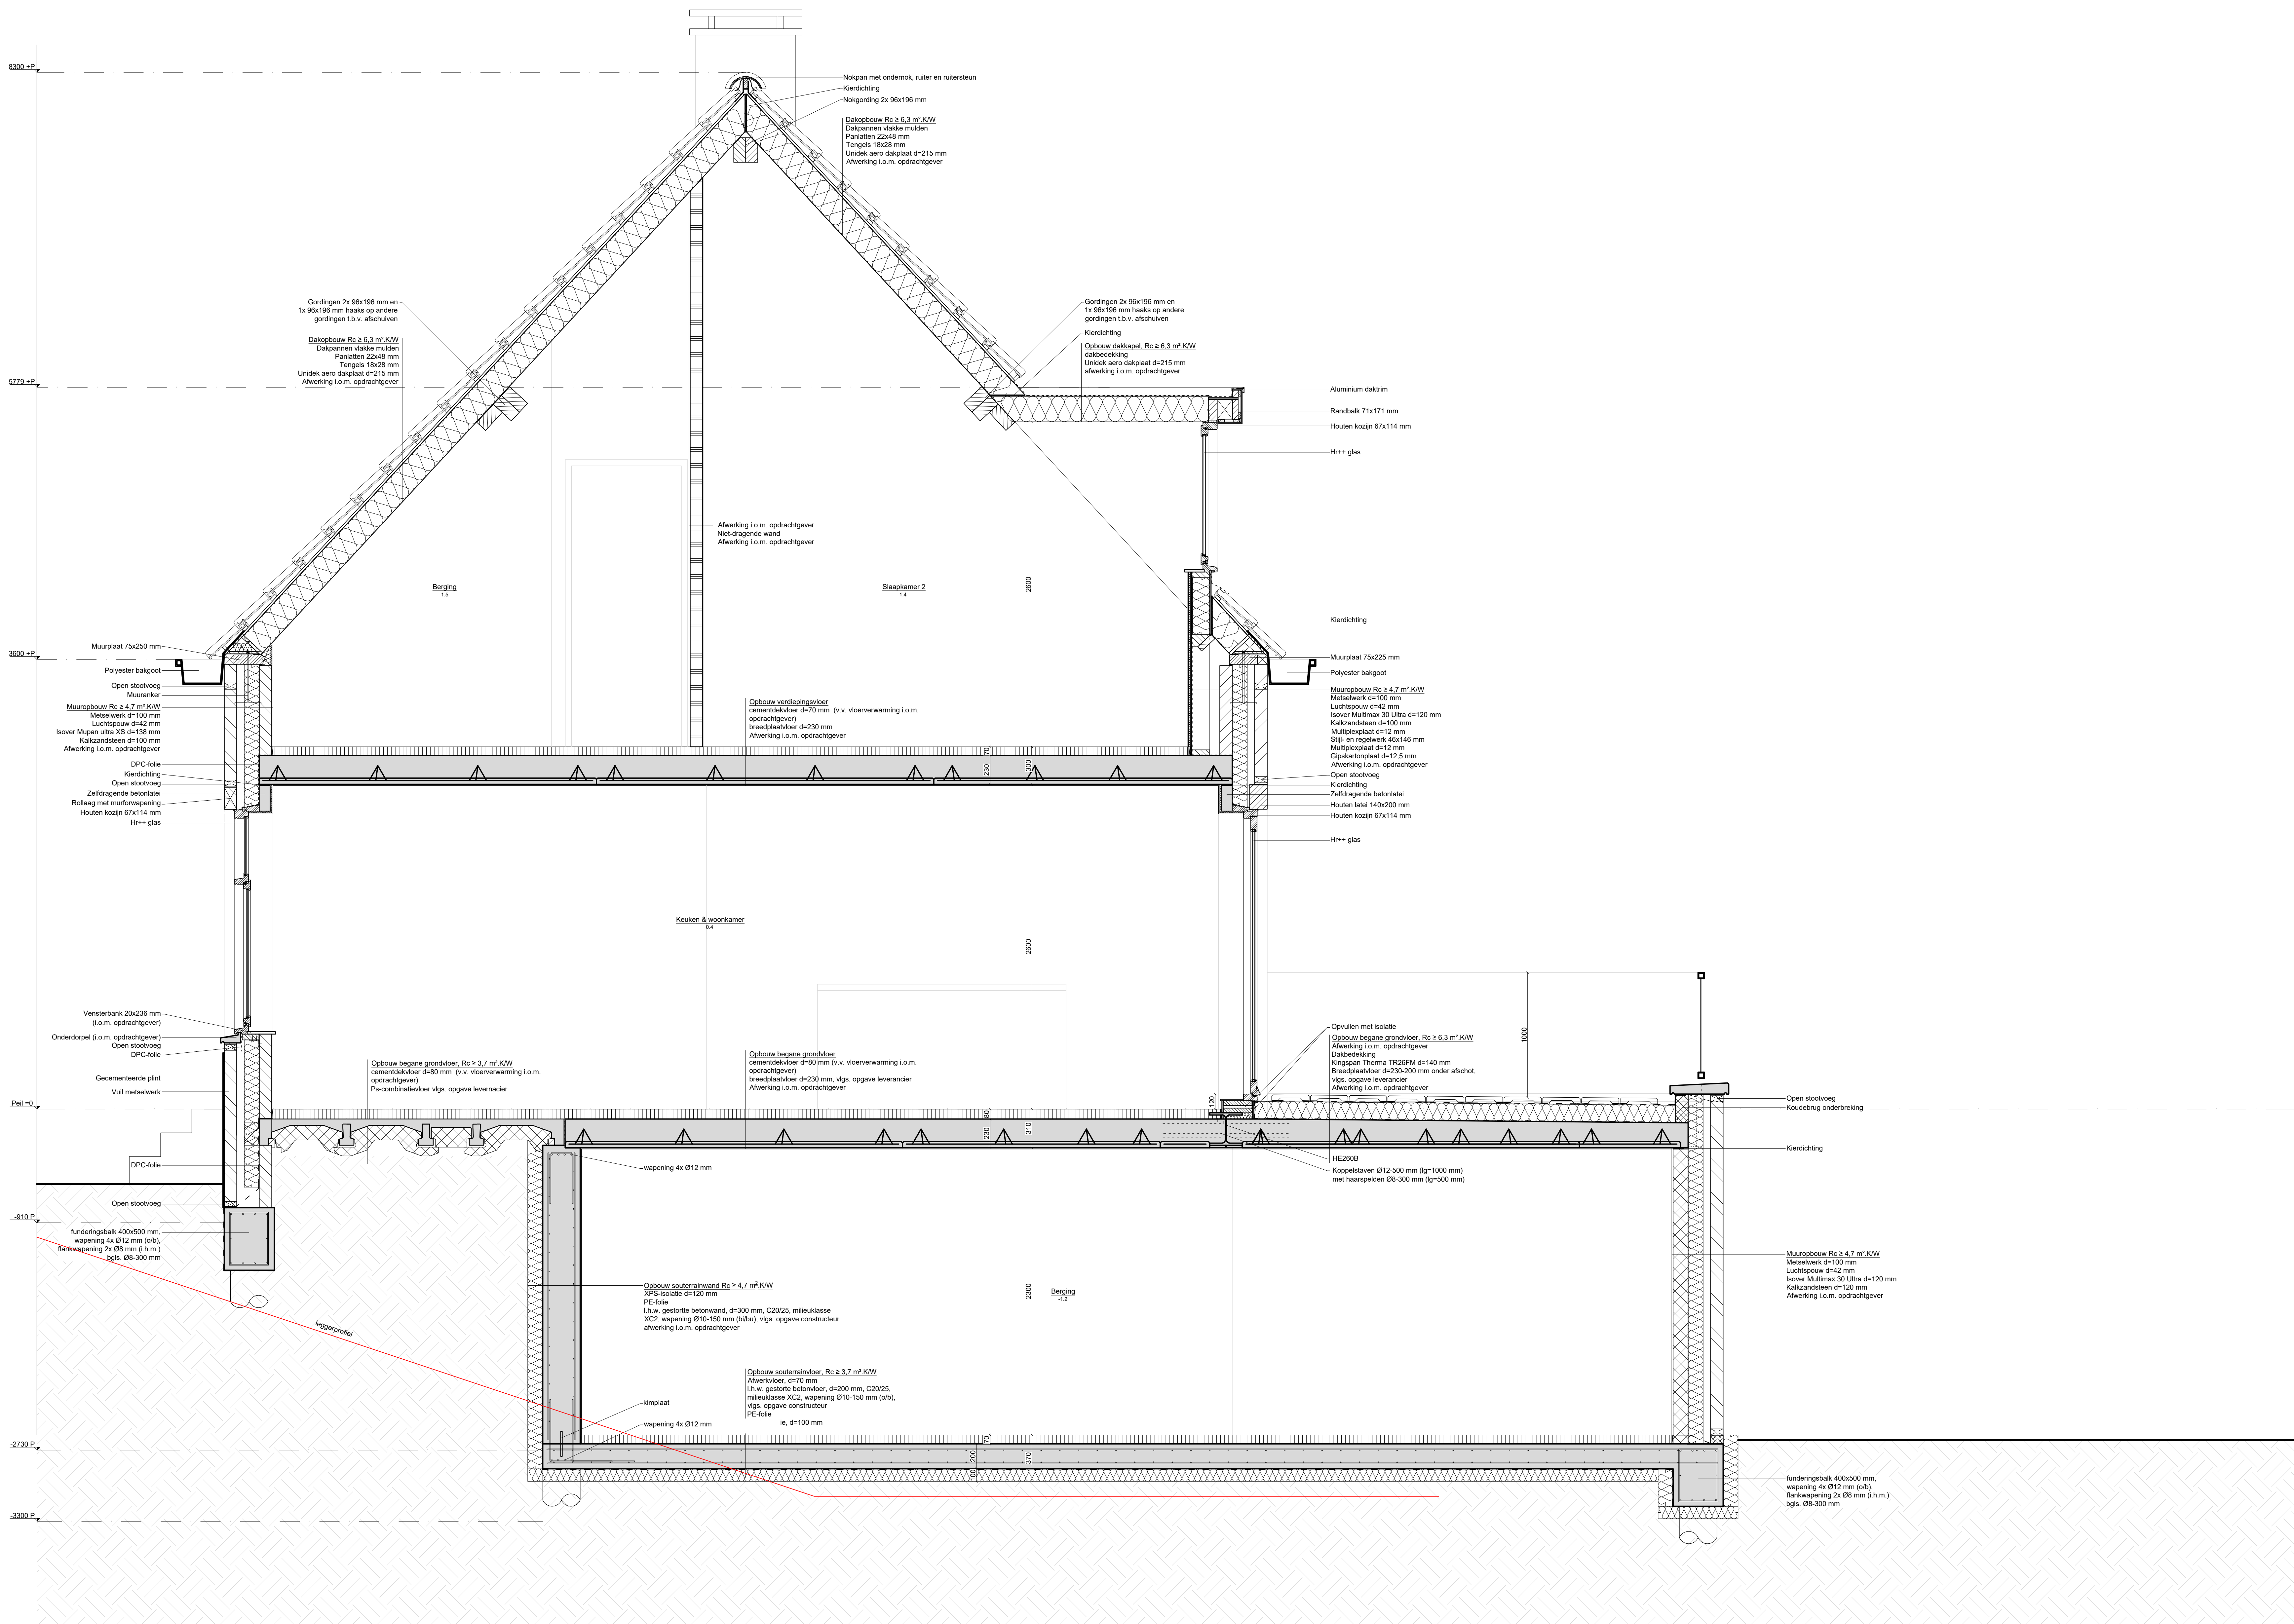 8300 +P
5779 +P
3600 +P
Peil =0
-910 P
-2730 P
-3300 P
Nokpan met ondernok, ruiter en ruitersteun
Kierdichting
Nokgording 2x 96x196 mm
Dakopbouw Rc ≥ 6,3 m².K/W
Dakpannen vlakke mulden
Panlatten 22x48 mm
Tengels 18x28 mm
Unidek aero dakplaat d=215 mm
Afwerking i.o.m. opdrachtgever
Gordingen 2x 96x196 mm en
1x 96x196 mm haaks op andere
gordingen t.b.v. afschuiven
Dakopbouw Rc ≥ 6,3 m².K/W
Dakpannen vlakke mulden
Panlatten 22x48 mm
Tengels 18x28 mm
Unidek aero dakplaat d=215 mm
Afwerking i.o.m. opdrachtgever
Gordingen 2x 96x196 mm en
1x 96x196 mm haaks op andere
gordingen t.b.v. afschuiven
Kierdichting
Opbouw dakkapel, Rc ≥ 6,3 m².K/W
dakbedekking
Unidek aero dakplaat d=215 mm
afwerking i.o.m. opdrachtgever
Aluminium daktrim
Randbalk 71x171 mm
Houten kozijn 67x114 mm
Hr++ glas
Afwerking i.o.m. opdrachtgever
Niet-dragende wand
Afwerking i.o.m. opdrachtgever
Berging
1.5
Slaapkamer 2
1.4
2600
Muurplaat 75x250 mm
Polyester bakgoot
Open stootvoeg
Muuranker
Muuropbouw Rc ≥ 4,7 m².K/W
Metselwerk d=100 mm
Luchtspouw d=42 mm
Isover Mupan ultra XS d=138 mm
Kalkzandsteen d=100 mm
Afwerking i.o.m. opdrachtgever
DPC-folie
Kierdichting
Open stootvoeg
Zelfdragende betonlatei
Rollaag met murforwapening
Houten kozijn 67x114 mm
Hr++ glas
Opbouw verdiepingsvloer
cementdekvloer d=70 mm (v.v. vloerverwarming i.o.m.
opdrachtgever)
breedplaatvloer d=230 mm
Afwerking i.o.m. opdrachtgever
70
230
300
Kierdichting
Muurplaat 75x225 mm
Polyester bakgoot
Muuropbouw Rc ≥ 4,7 m².K/W
Metselwerk d=100 mm
Luchtspouw d=42 mm
Isover Multimax 30 Ultra d=120 mm
Kalkzandsteen d=100 mm
Multiplexplaat d=12 mm
Stijl- en regelwerk 46x146 mm
Multiplexplaat d=12 mm
Gipskartonplaat d=12,5 mm
Afwerking i.o.m. opdrachtgever
Open stootvoeg
Kierdichting
Zelfdragende betonlatei
Houten latei 140x200 mm
Houten kozijn 67x114 mm
Hr++ glas
Keuken & woonkamer
0.4
2600
1000
Vensterbank 20x236 mm
(i.o.m. opdrachtgever)
Onderdorpel (i.o.m. opdrachtgever)
Open stootvoeg
DPC-folie
Gecementeerde plint
Vuil metselwerk
DPC-folie
Open stootvoeg
funderingsbalk 400x500 mm,
wapening 4x Ø12 mm (o/b),
flankwapening 2x Ø8 mm (i.h.m.)
bgls. Ø8-300 mm
Opbouw begane grondvloer, Rc ≥ 3,7 m².K/W
cementdekvloer d=80 mm (v.v. vloerverwarming i.o.m.
opdrachtgever)
Ps-combinatievloer vlgs. opgave levernacier
Opbouw begane grondvloer
cementdekvloer d=80 mm (v.v. vloerverwarming i.o.m.
opdrachtgever)
breedplaatvloer d=230 mm, vlgs. opgave leverancier
Afwerking i.o.m. opdrachtgever
80
230
310
120
Opvullen met isolatie
Opbouw begane grondvloer, Rc ≥ 6,3 m².K/W
Afwerking i.o.m. opdrachtgever
Dakbedekking
Kingspan Therma TR26FM d=140 mm
Breedplaatvloer d=230-200 mm onder afschot,
vlgs. opgave leverancier
Afwerking i.o.m. opdrachtgever
HE260B
Koppelstaven Ø12-500 mm (lg=1000 mm)
met haarspelden Ø8-300 mm (lg=500 mm)
Open stootvoeg
Koudebrug onderbreking
Kierdichting
wapening 4x Ø12 mm
Opbouw souterrainwand Rc ≥ 4,7 m².K/W
XPS-isolatie d=120 mm
PE-folie
I.h.w. gestortte betonwand, d=300 mm, C20/25, milieuklasse
XC2, wapening Ø10-150 mm (bi/bu), vlgs. opgave constructeur
afwerking i.o.m. opdrachtgever
2300
Berging
-1.2
Muuropbouw Rc ≥ 4,7 m².K/W
Metselwerk d=100 mm
Luchtspouw d=42 mm
Isover Multimax 30 Ultra d=120 mm
Kalkzandsteen d=120 mm
Afwerking i.o.m. opdrachtgever
leggerprofiel
Opbouw souterrainvloer, Rc ≥ 3,7 m².K/W
Afwerkvloer, d=70 mm
I.h.w. gestorte betonvloer, d=200 mm, C20/25,
milieuklasse XC2, wapening Ø10-150 mm (o/b),
vlgs. opgave constructeur
PE-folie
ie, d=100 mm
kimplaat
wapening 4x Ø12 mm
70
200
100
370
funderingsbalk 400x500 mm,
wapening 4x Ø12 mm (o/b),
flankwapening 2x Ø8 mm (i.h.m.)
bgls. Ø8-300 mm